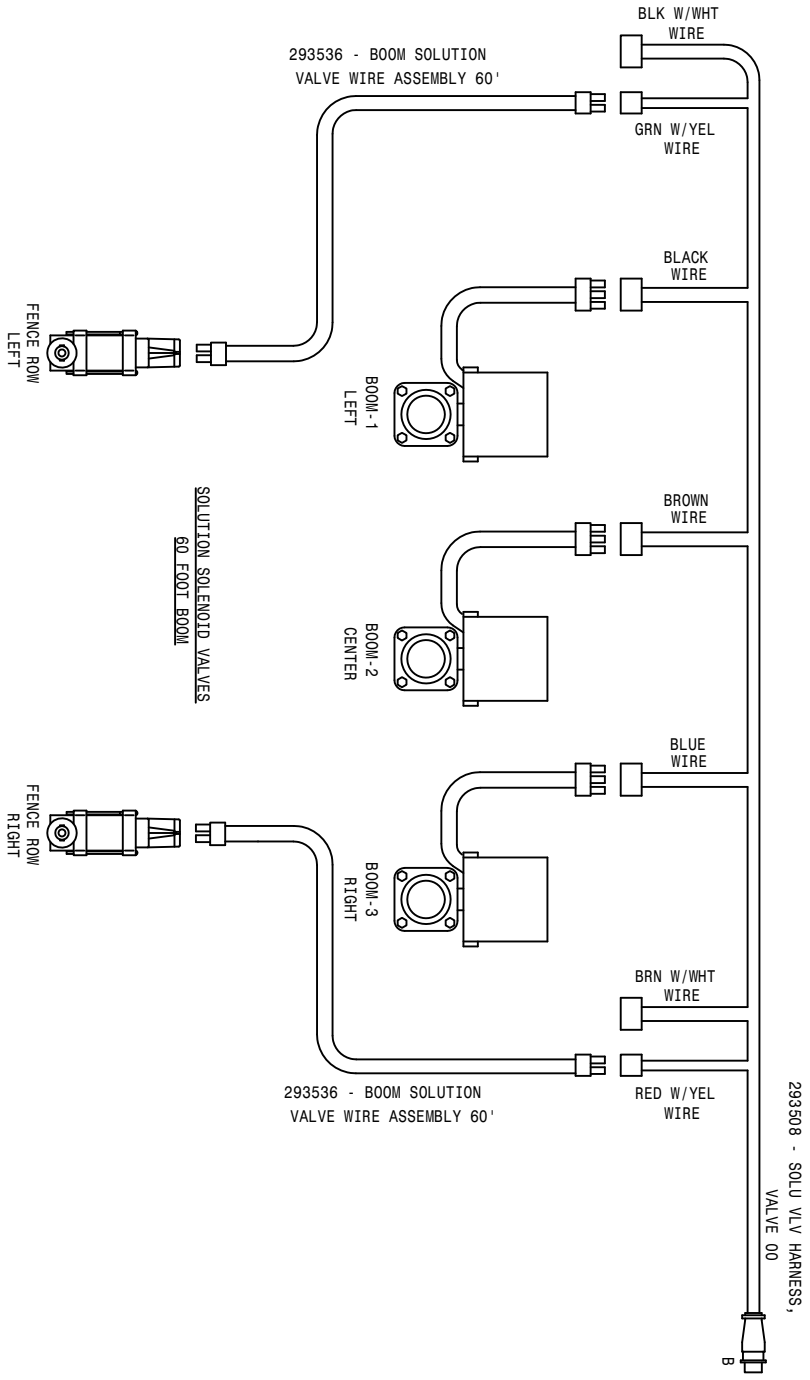 BLK W/WHT
WIRE
293536 - BOOM SOLUTION
VALVE WIRE ASSEMBLY 60'
GRN W/YEL
WIRE
BLACK
WIRE
FENCE ROW
LEFT
BOOM-1
LEFT
BROWN
WIRE
SOLUTION SOLENOID VALVES
60 FOOT BOOM
BOOM-2
CENTER
BLUE
WIRE
FENCE ROW
RIGHT
BOOM-3
RIGHT
BRN W/WHT
WIRE
293536 - BOOM SOLUTION
VALVE WIRE ASSEMBLY 60'
RED W/YEL
WIRE
293508 - SOLU VLV HARNESS,
VALVE 00
B